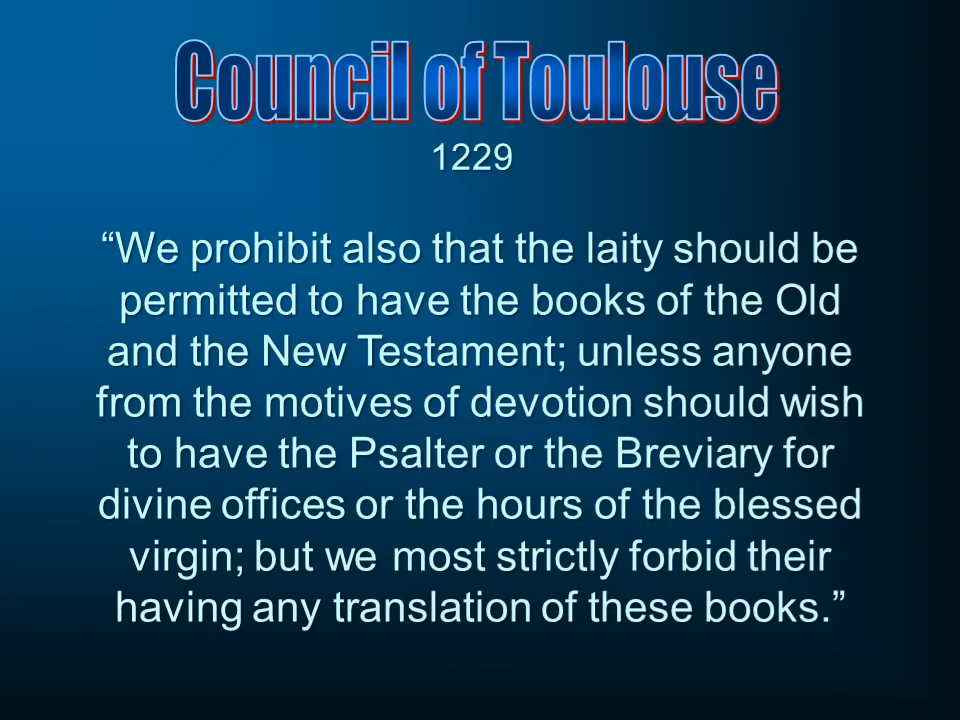 Council of Toulouse
1229
“We prohibit also that the laity should be
permitted to have the books of the Old
and the New Testament; unless anyone
from the motives of devotion should wish
to have the Psalter or the Breviary for
divine offices or the hours of the blessed
virgin; but we most strictly forbid their
having any translation of these books.”